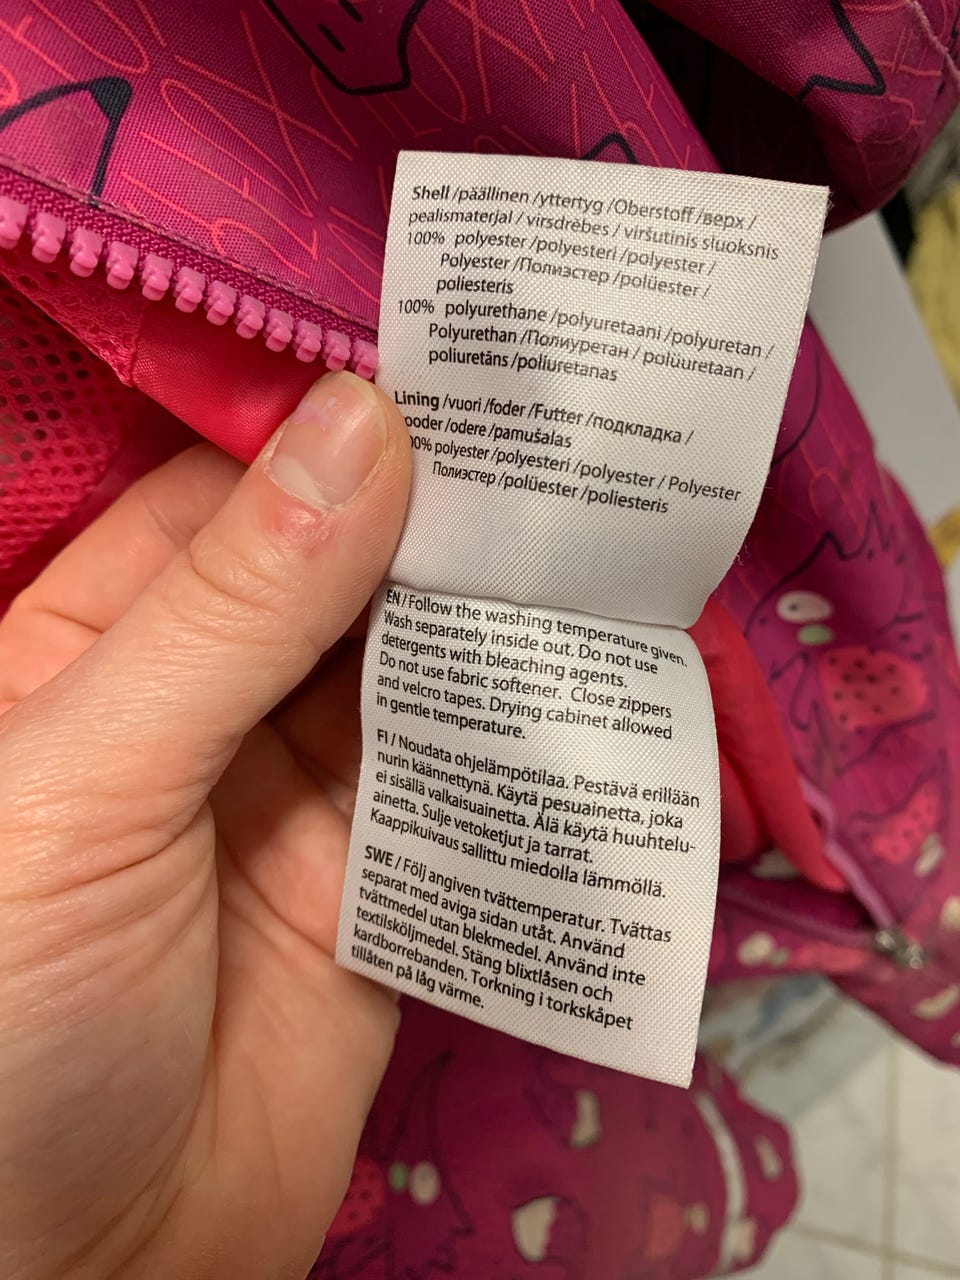 Shell /päällinen /yttertyg /Oberstoff /верх /
pealismaterjal / virsdrēbes / viršutinis sluoksnis
100% polyester /polyesteri /polyester /
Polyester /Полиэстер /polüester /
poliesteris
100% polyurethane /polyuretaani /polyuretan /
Polyurethan /Полиуретан / polüuretaan /
poliuretāns /poliuretanas
Lining /vuori /foder /Futter /подкладка /
ooder /odere /pamušalas
00% polyester /polyesteri /polyester / Polyester
Полиэстер /polüester /poliesteris
EN / Follow the washing temperature given.
Wash separately inside out. Do not use
detergents with bleaching agents.
Do not use fabric softener. Close zippers
and velcro tapes. Drying cabinet allowed
in gentle temperature.
FI / Noudata ohjelämpötilaa. Pestävä erillään
nurin käännettynä. Käytä pesuainetta, joka
ei sisällä valkaisuainetta. Älä käytä huuhtelu-
ainetta. Sulje vetoketjut ja tarrat.
Kaappikuivaus sallittu miedolla lämmöllä.
SWE / Följ angiven tvättemperatur. Tvättas
separat med aviga sidan utåt. Använd
tvättmedel utan blekmedel. Använd inte
textilsköljmedel. Stäng blixtlåsen och
kardborrebanden. Torkning i torkskåpet
tillåten på låg värme.